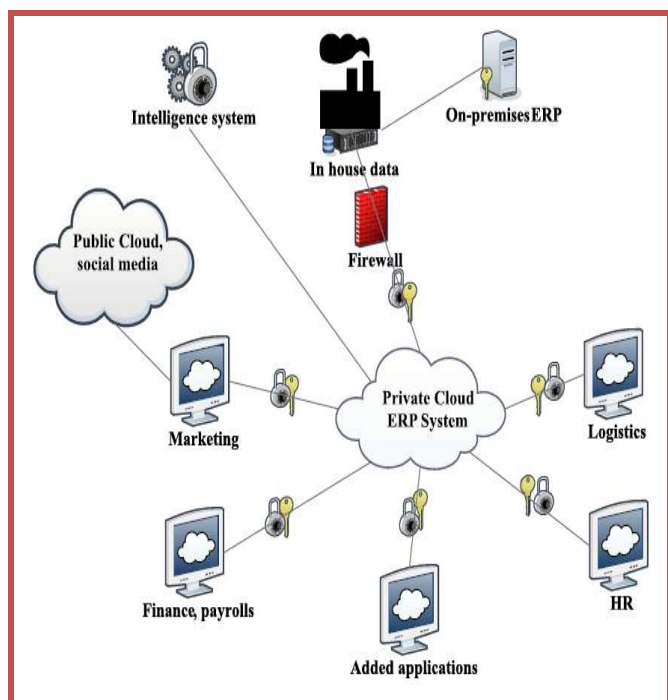 Intelligence system
On-premises ERP
In house data
Public Cloud,
social media
Firewall
Private Cloud
ERP System
Marketing
Logistics
Finance, payrolls
HR
Added applications